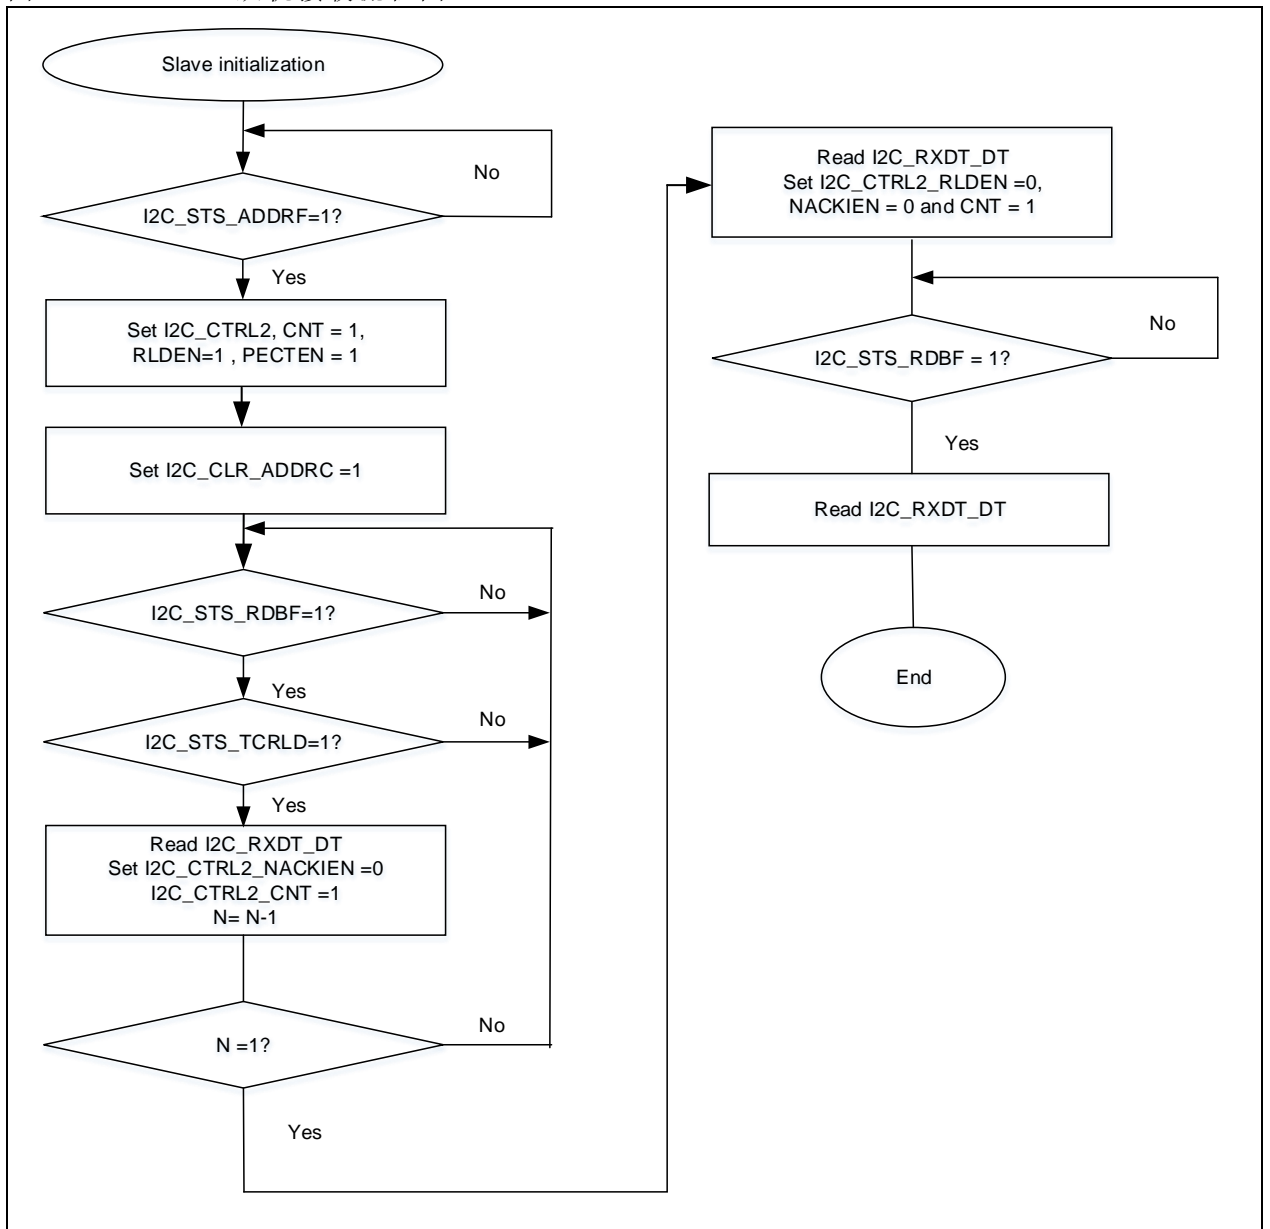 Slave initialization
No
I2C_STS_ADDRF=1?
Yes
Set I2C_CTRL2, CNT = 1,
RLDEN=1 , PECTEN = 1
Set I2C_CLR_ADDRC =1
No
I2C_STS_RDBF=1?
Yes
No
I2C_STS_TCRLD=1?
Yes
Read I2C_RXDT_DT
Set I2C_CTRL2_NACKIEN =0
I2C_CTRL2_CNT =1
N= N-1
No
N =1?
Yes
Read I2C_RXDT_DT
Set I2C_CTRL2_RLDEN =0,
NACKIEN = 0 and CNT = 1
No
I2C_STS_RDBF = 1?
Yes
Read I2C_RXDT_DT
End